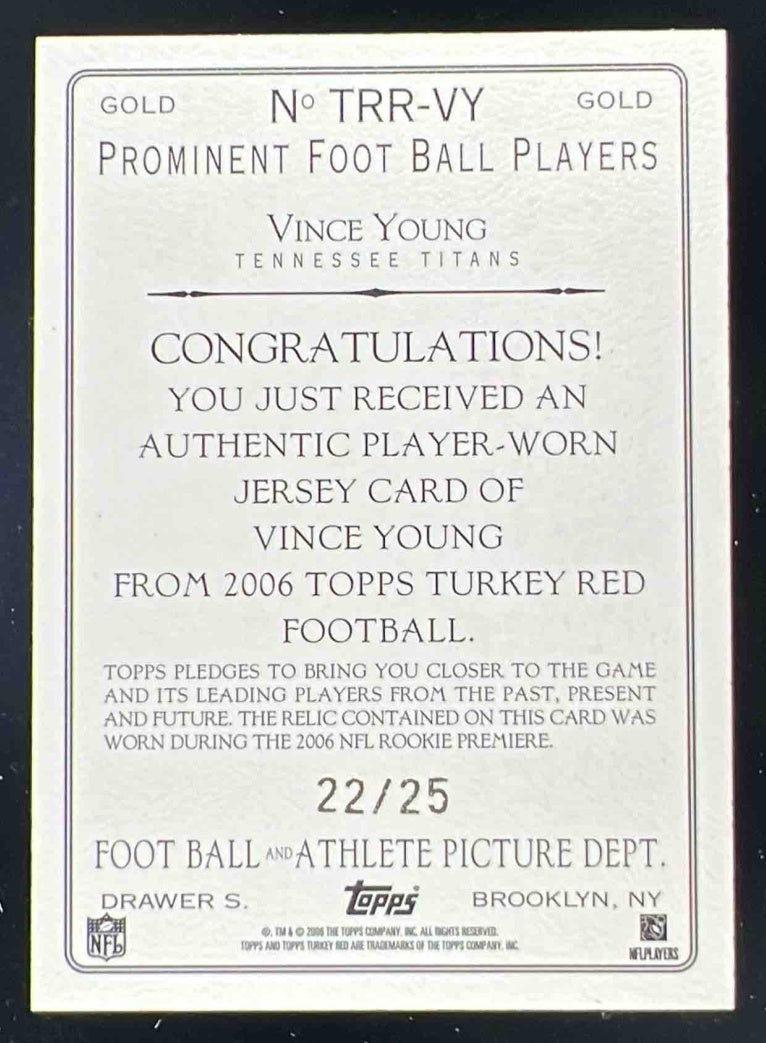 GOLD Nº TRR-VY GOLD
PROMINENT FOOT BALL PLAYERS
VINCE YOUNG
TENNESSEE TITANS
CONGRATULATIONS!
YOU JUST RECEIVED AN
AUTHENTIC PLAYER-WORN
JERSEY CARD OF
VINCE YOUNG
FROM 2006 TOPPS TURKEY RED
FOOTBALL.
TOPPS PLEDGES TO BRING YOU CLOSER TO THE GAME
AND ITS LEADING PLAYERS FROM THE PAST, PRESENT
AND FUTURE. THE RELIC CONTAINED ON THIS CARD WAS
WORN DURING THE 2006 NFL ROOKIE PREMIERE.
22/25
FOOT BALL AND ATHLETE PICTURE DEPT.
DRAWER S. topps BROOKLYN, NY
NFL
®, TM & © 2006 THE TOPPS COMPANY, INC. ALL RIGHTS RESERVED.
TOPPS AND TOPPS TURKEY RED ARE TRADEMARKS OF THE TOPPS COMPANY, INC.
NFLPLAYERS